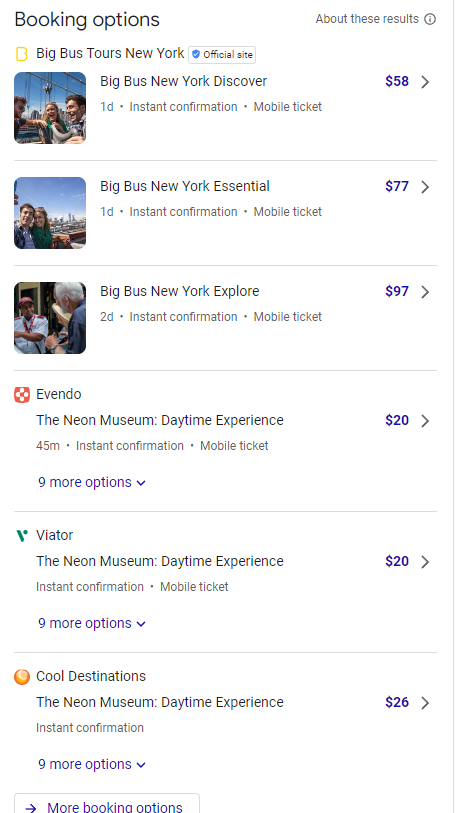 Booking options
About these results
Big Bus Tours New York Official site
Big Bus New York Discover $58
1d • Instant confirmation • Mobile ticket
Big Bus New York Essential $77
1d • Instant confirmation • Mobile ticket
Big Bus New York Explore $97
2d • Instant confirmation • Mobile ticket
Evendo
The Neon Museum: Daytime Experience $20
45m • Instant confirmation • Mobile ticket
9 more options
Viator
The Neon Museum: Daytime Experience $20
Instant confirmation • Mobile ticket
9 more options
Cool Destinations
The Neon Museum: Daytime Experience $26
Instant confirmation
9 more options
More booking options